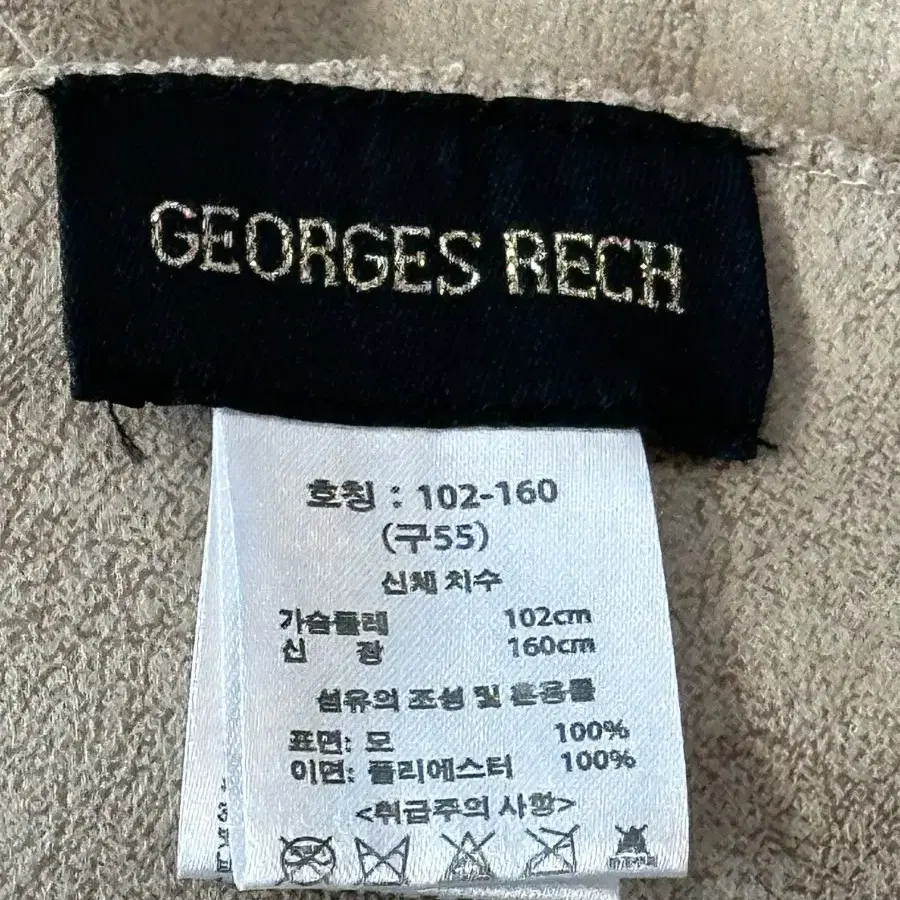 GEORGES RECH
호칭 : 102-160
(구55)
신체 치수
가슴둘레 102cm
신 장 160cm
섬유의 조성 및 혼용률
표면: 모 100%
이면: 폴리에스터 100%
<취급주의 사항>